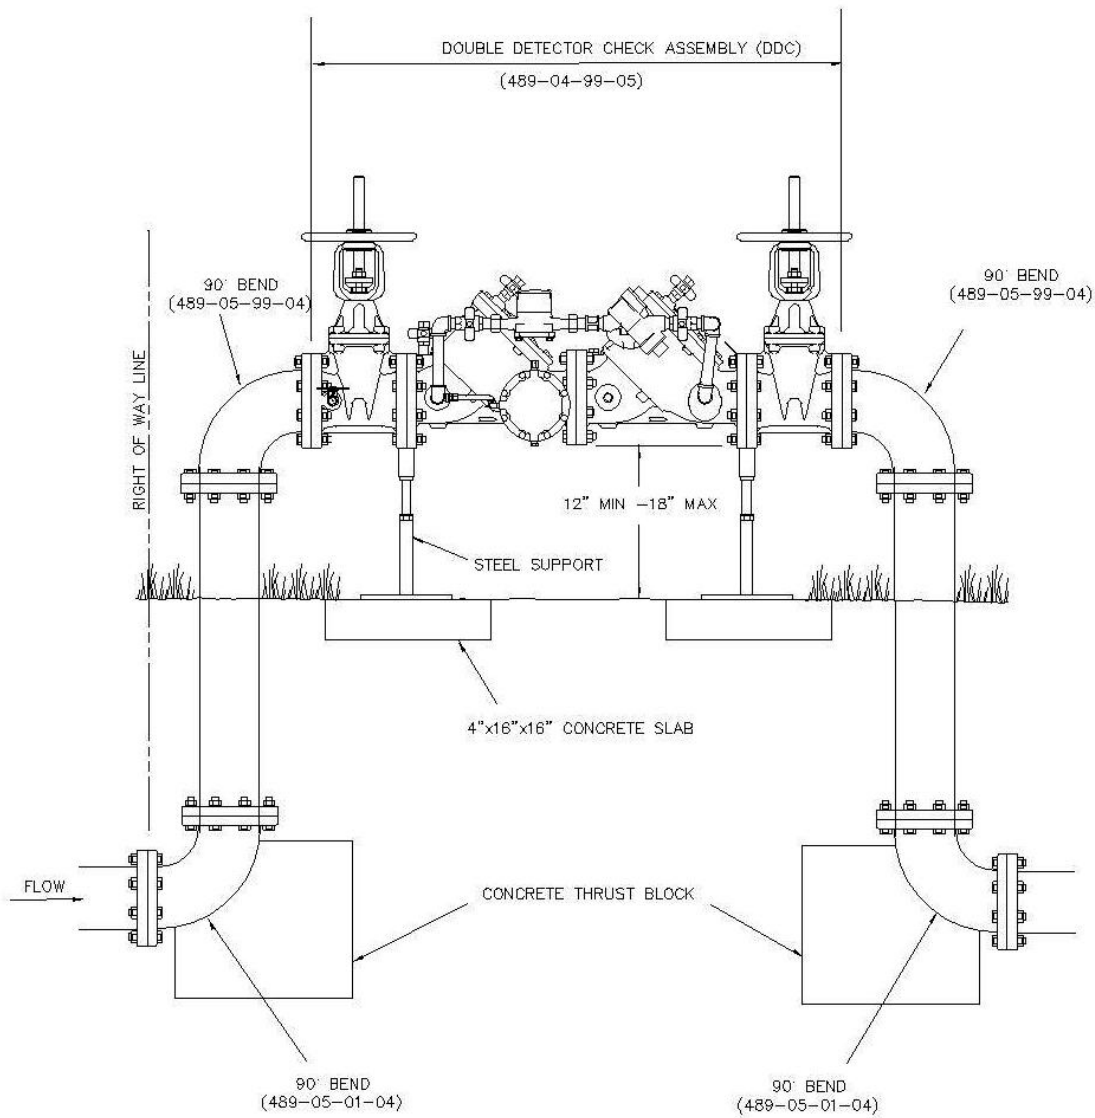 DOUBLE DETECTOR CHECK ASSEMBLY (DDC)
(489-04-99-05)
90° BEND
(489-05-99-04)
90° BEND
(489-05-99-04)
RIGHT OF WAY LINE
12" MIN -18" MAX
STEEL SUPPORT
4"x16"x16" CONCRETE SLAB
FLOW
CONCRETE THRUST BLOCK
90° BEND
(489-05-01-04)
90° BEND
(489-05-01-04)